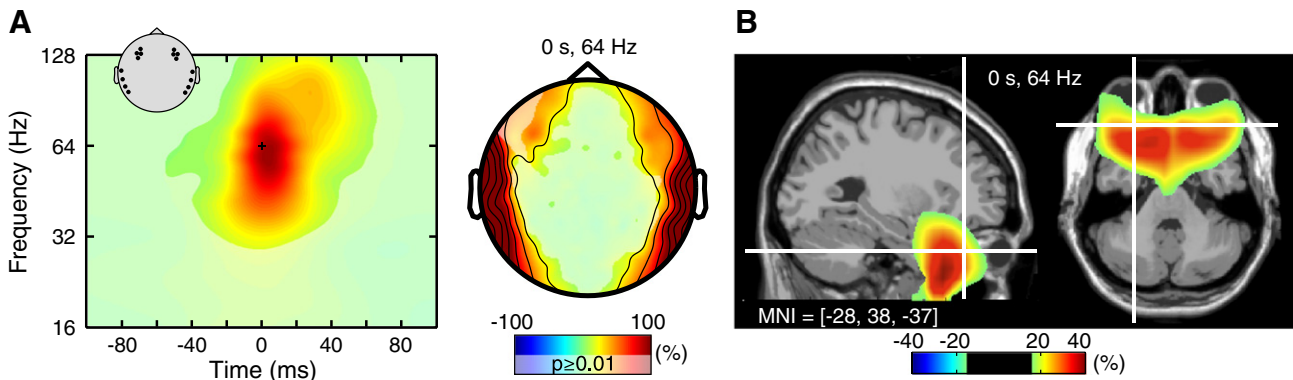 A
128
64
32
16
Frequency (Hz)
-80 -40 0 40 80
Time (ms)
0 s, 64 Hz
-100 100
(%)
p≥0.01
B
0 s, 64 Hz
MNI = [-28, 38, -37]
-40 -20 20 40
(%)